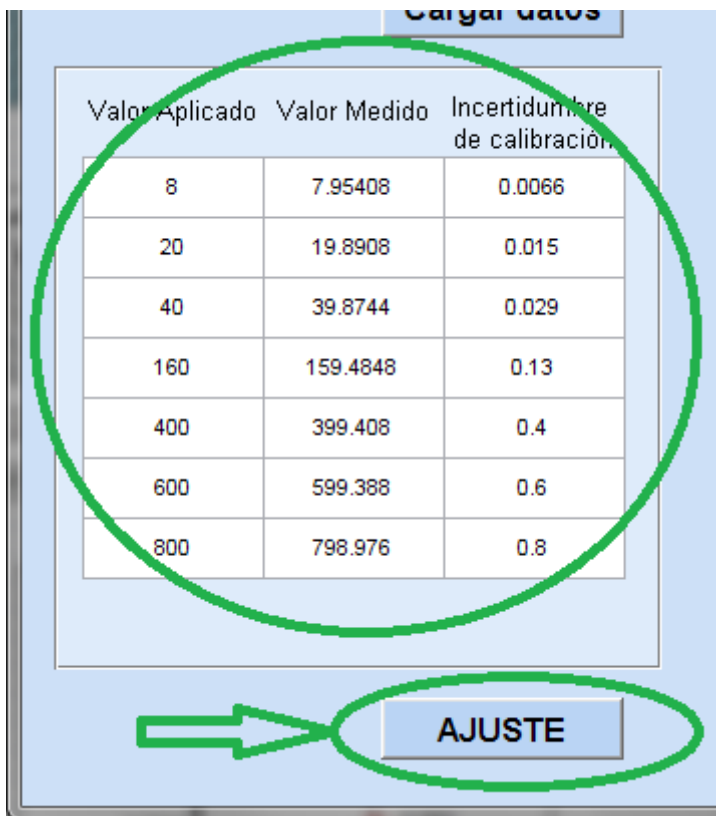 Cargar datos
Valor Aplicado Valor Medido Incertidumbre
de calibración
8 7.95408 0.0066
20 19.8908 0.015
40 39.8744 0.029
160 159.4848 0.13
400 399.408 0.4
600 599.388 0.6
800 798.976 0.8
AJUSTE